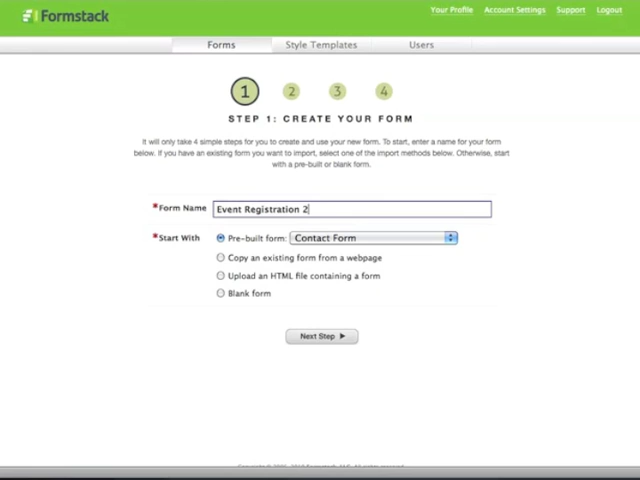 Formstack
Your Profile Account Settings Support Logout
Forms Style Templates Users
1 2 3 4
STEP 1: CREATE YOUR FORM
It will only take 4 simple steps for you to create and use your new form. To start, enter a name for your form
below. If you have an existing form you want to import, select one of the import methods below. Otherwise, start
with a pre-built or blank form.
*Form Name Event Registration 2
*Start With Pre-built form: Contact Form
Copy an existing form from a webpage
Upload an HTML file containing a form
Blank form
Next Step